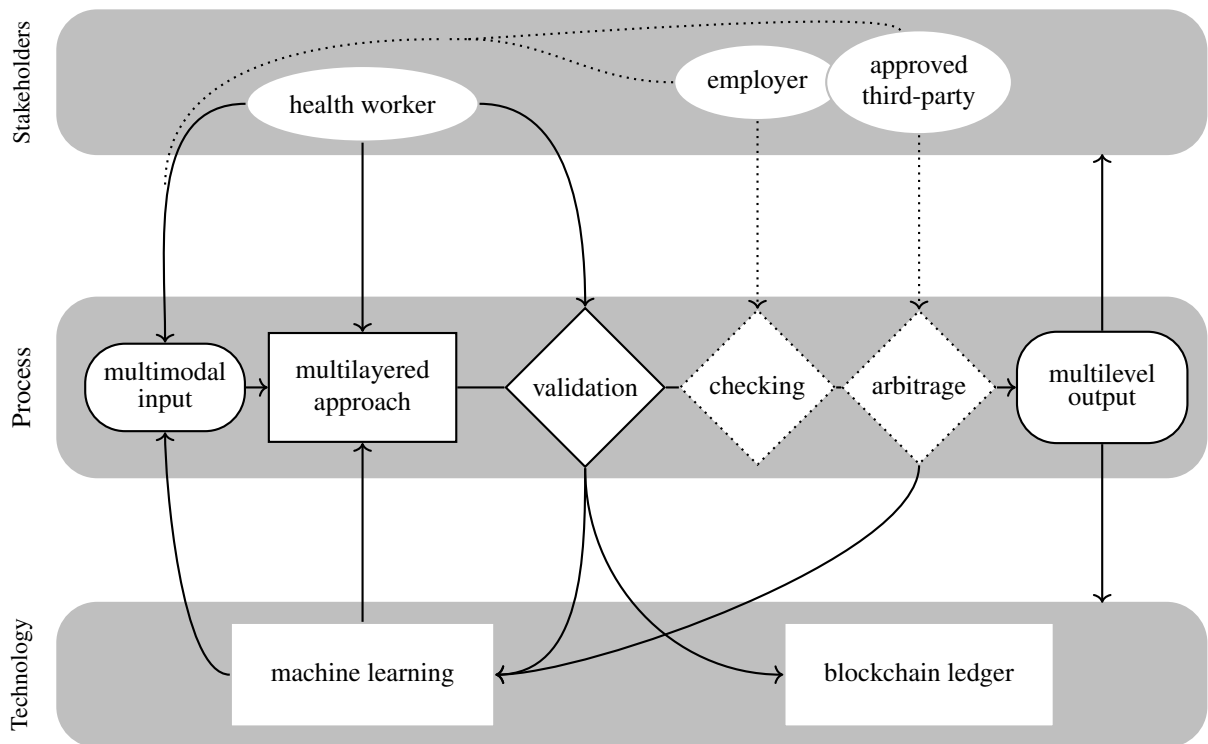 Stakeholders
health worker
employer
approved
third-party
Process
multimodal
input
multilayered
approach
validation
checking
arbitrage
multilevel
output
Technology
machine learning
blockchain ledger